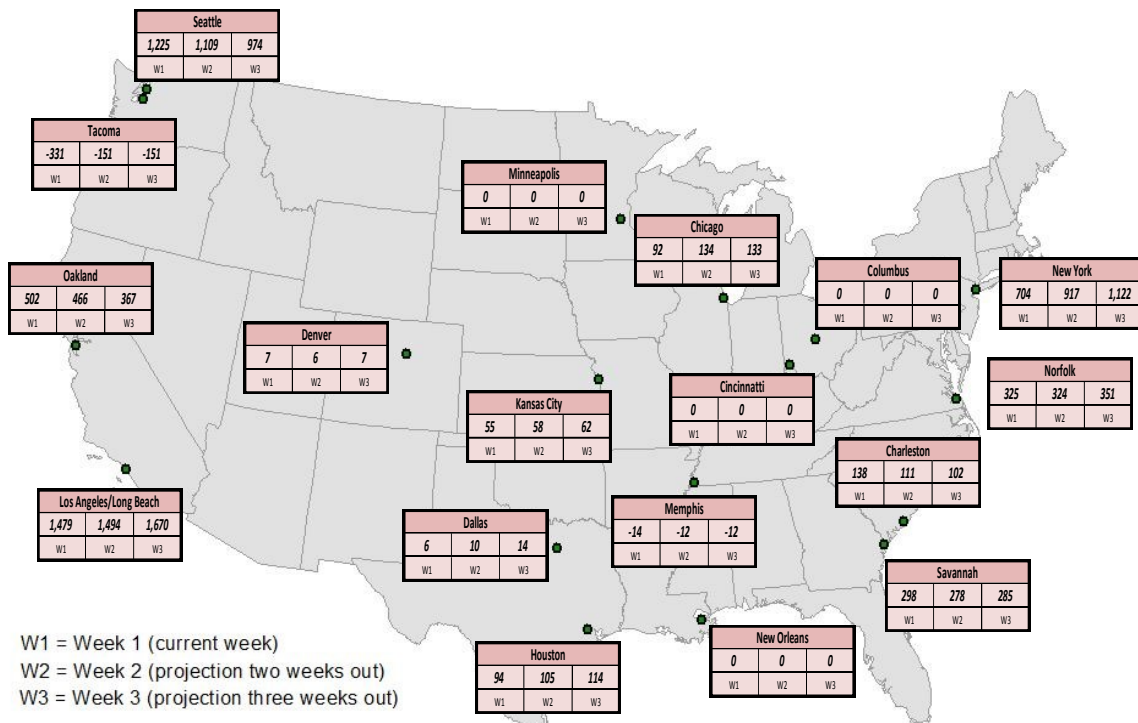 Seattle
1,225 1,109 974
W1 W2 W3
Tacoma
-331 -151 -151
W1 W2 W3
Minneapolis
0 0 0
W1 W2 W3
Chicago
92 134 133
W1 W2 W3
Oakland
502 466 367
W1 W2 W3
Columbus
0 0 0
W1 W2 W3
New York
704 917 1,122
W1 W2 W3
Denver
7 6 7
W1 W2 W3
Cincinnatti
0 0 0
W1 W2 W3
Norfolk
325 324 351
W1 W2 W3
Kansas City
55 58 62
W1 W2 W3
Charleston
138 111 102
W1 W2 W3
Los Angeles/Long Beach
1,479 1,494 1,670
W1 W2 W3
Dallas
6 10 14
W1 W2 W3
Memphis
-14 -12 -12
W1 W2 W3
Savannah
298 278 285
W1 W2 W3
Houston
94 105 114
W1 W2 W3
New Orleans
0 0 0
W1 W2 W3
W1 = Week 1 (current week)
W2 = Week 2 (projection two weeks out)
W3 = Week 3 (projection three weeks out)